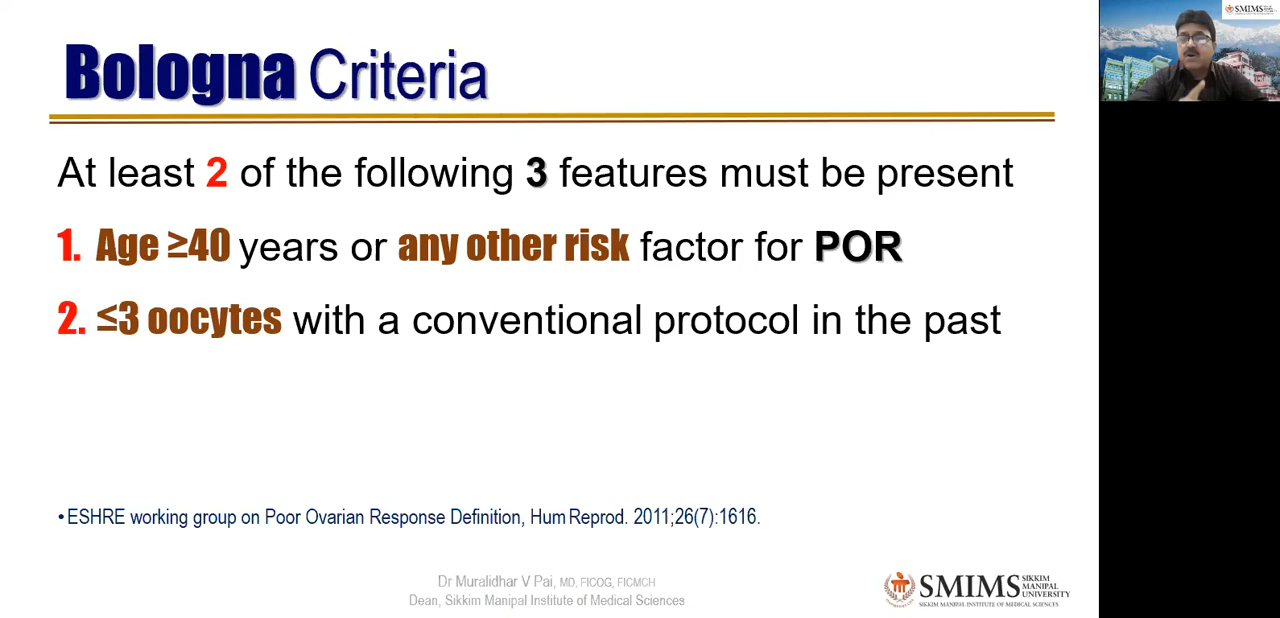 Bologna Criteria
At least 2 of the following 3 features must be present
1. Age ≥40 years or any other risk factor for POR
2. ≤3 oocytes with a conventional protocol in the past
•ESHRE working group on Poor Ovarian Response Definition, Hum Reprod. 2011;26(7):1616.
Dr Muralidhar V Pai, MD, FICOG, FICMCH
Dean, Sikkim Manipal Institute of Medical Sciences
SMIMS SIKKIM
MANIPAL
UNIVERSITY
SIKKIM MANIPAL INSTITUTE OF MEDICAL SCIENCES
SMIMS